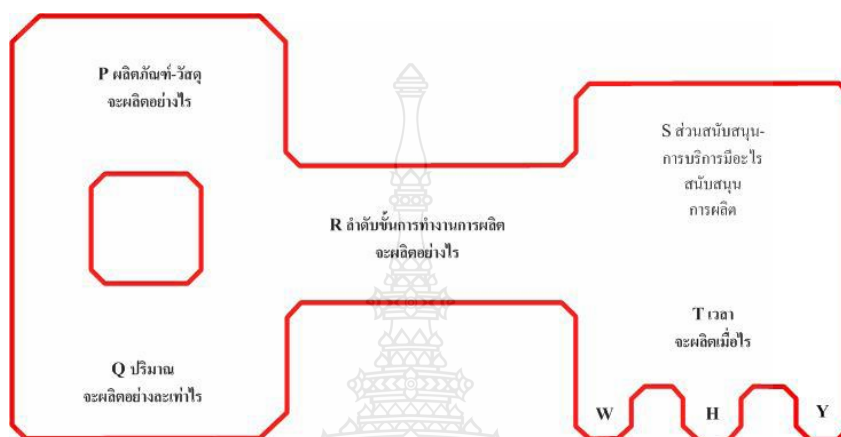 P ผลิตภัณฑ์-วัสดุ
จะผลิตอย่างไร
S ส่วนสนับสนุน-
การบริการมีอะไร
สนับสนุน
การผลิต
R ลำดับขั้นการทำงานการผลิต
จะผลิตอย่างไร
T เวลา
จะผลิตเมื่อไร
Q ปริมาณ
จะผลิตอย่างละเท่าไร
W H Y